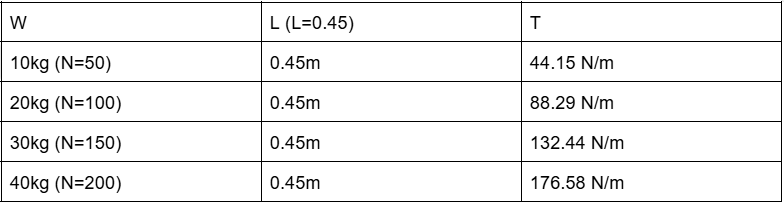 W L (L=0.45) T
10kg (N=50) 0.45m 44.15 N/m
20kg (N=100) 0.45m 88.29 N/m
30kg (N=150) 0.45m 132.44 N/m
40kg (N=200) 0.45m 176.58 N/m